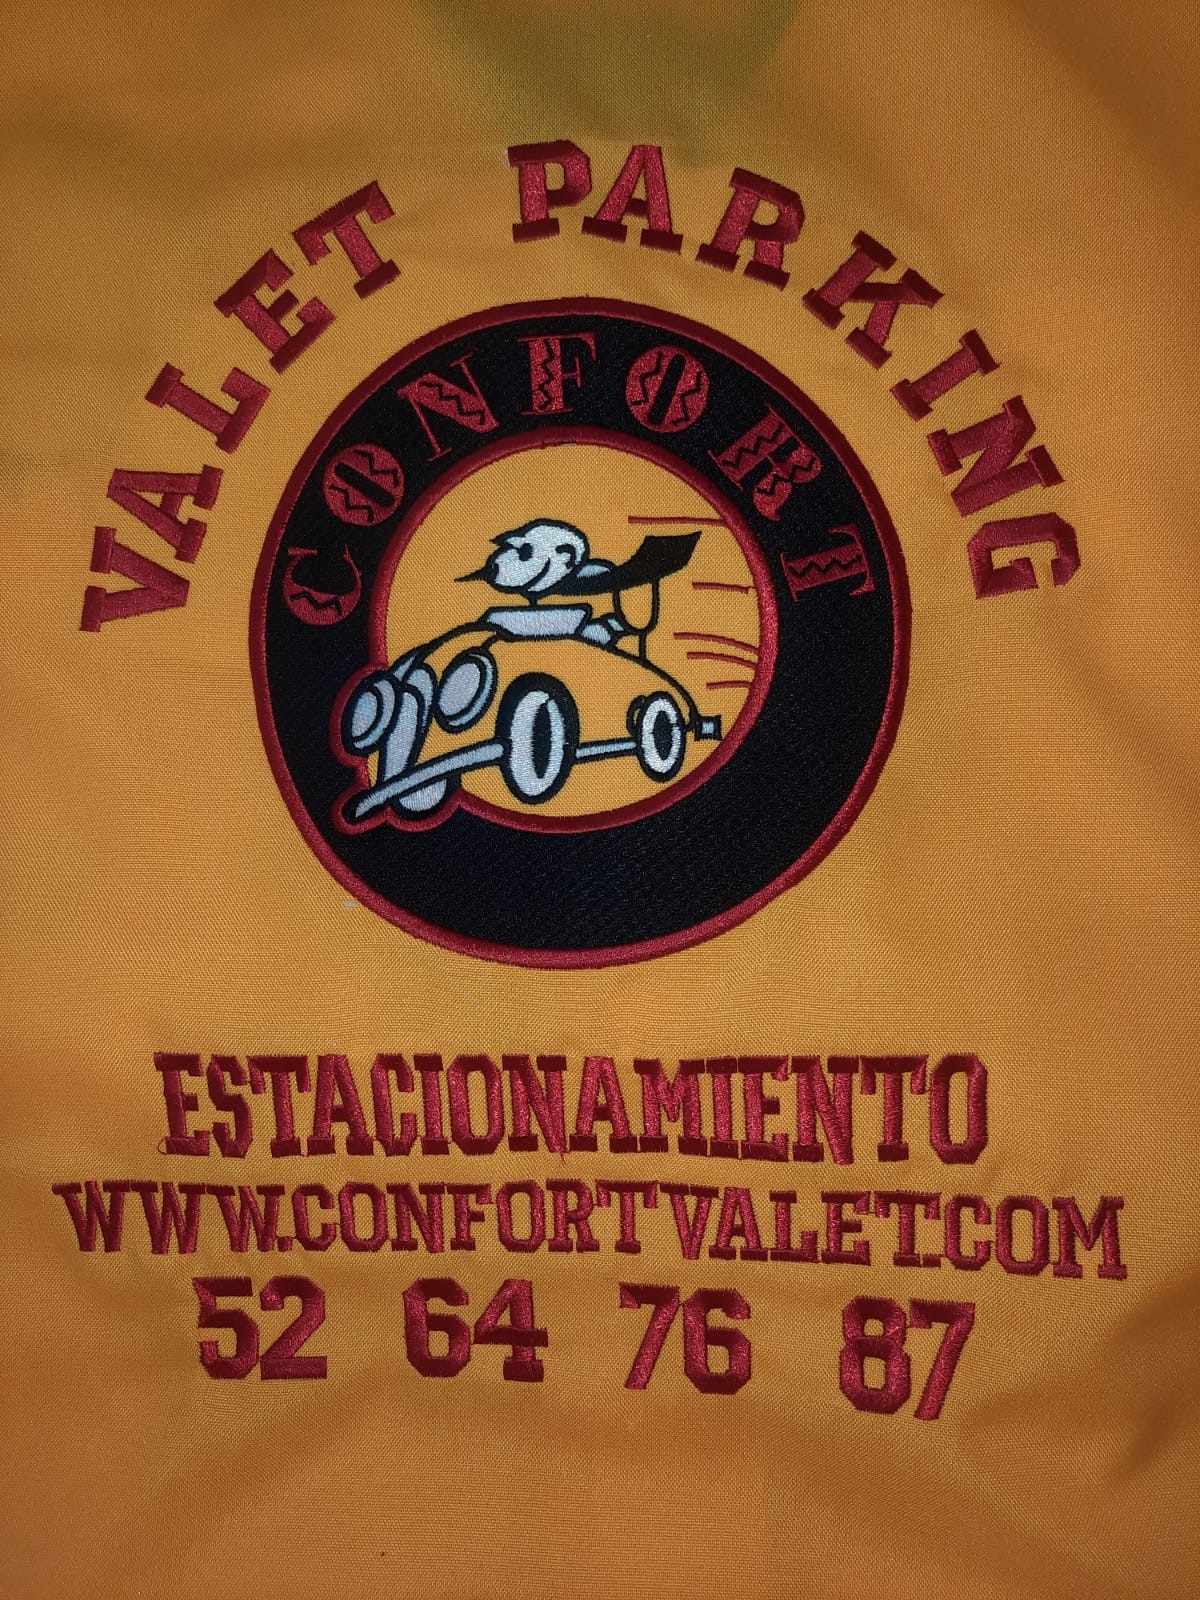 VALET PARKING
CONFORT
ESTACIONAMIENTO
WWW.CONFORTVALET.COM
52 64 76 87